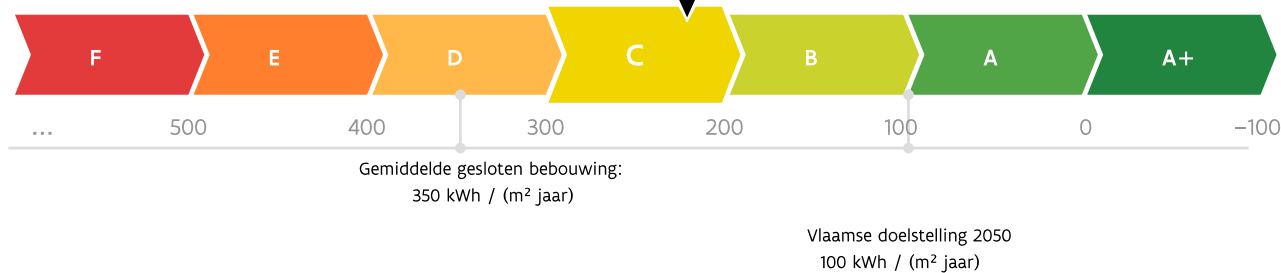 F E D C B A A+
... 500 400 300 200 100 0 –100
Gemiddelde gesloten bebouwing:
350 kWh / (m² jaar)
Vlaamse doelstelling 2050
100 kWh / (m² jaar)